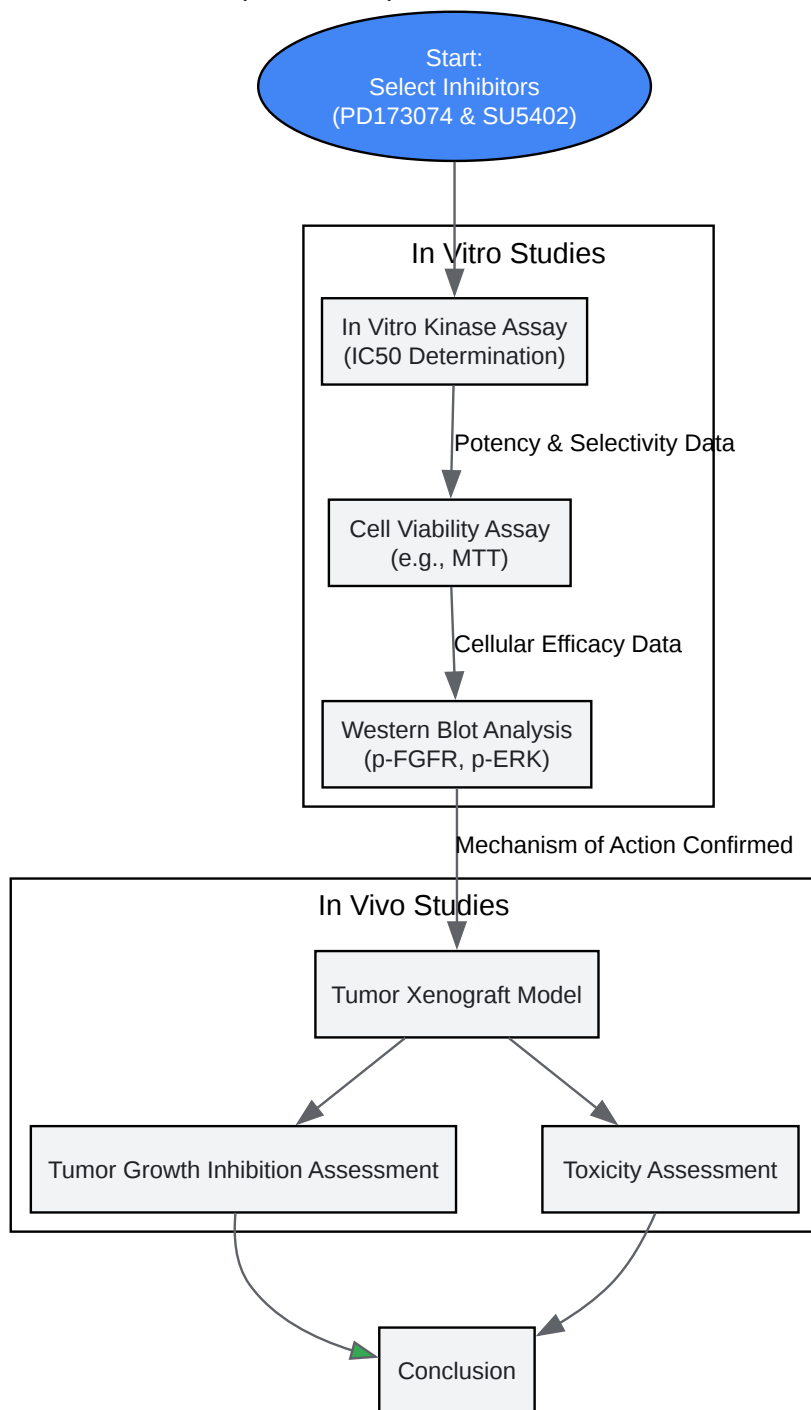 Start:
Select Inhibitors
(PD173074 & SU5402)
In Vitro Studies
In Vitro Kinase Assay
(IC50 Determination)
Potency & Selectivity Data
Cell Viability Assay
(e.g., MTT)
Cellular Efficacy Data
Western Blot Analysis
(p-FGFR, p-ERK)
Mechanism of Action Confirmed
In Vivo Studies
Tumor Xenograft Model
Tumor Growth Inhibition Assessment
Toxicity Assessment
Conclusion